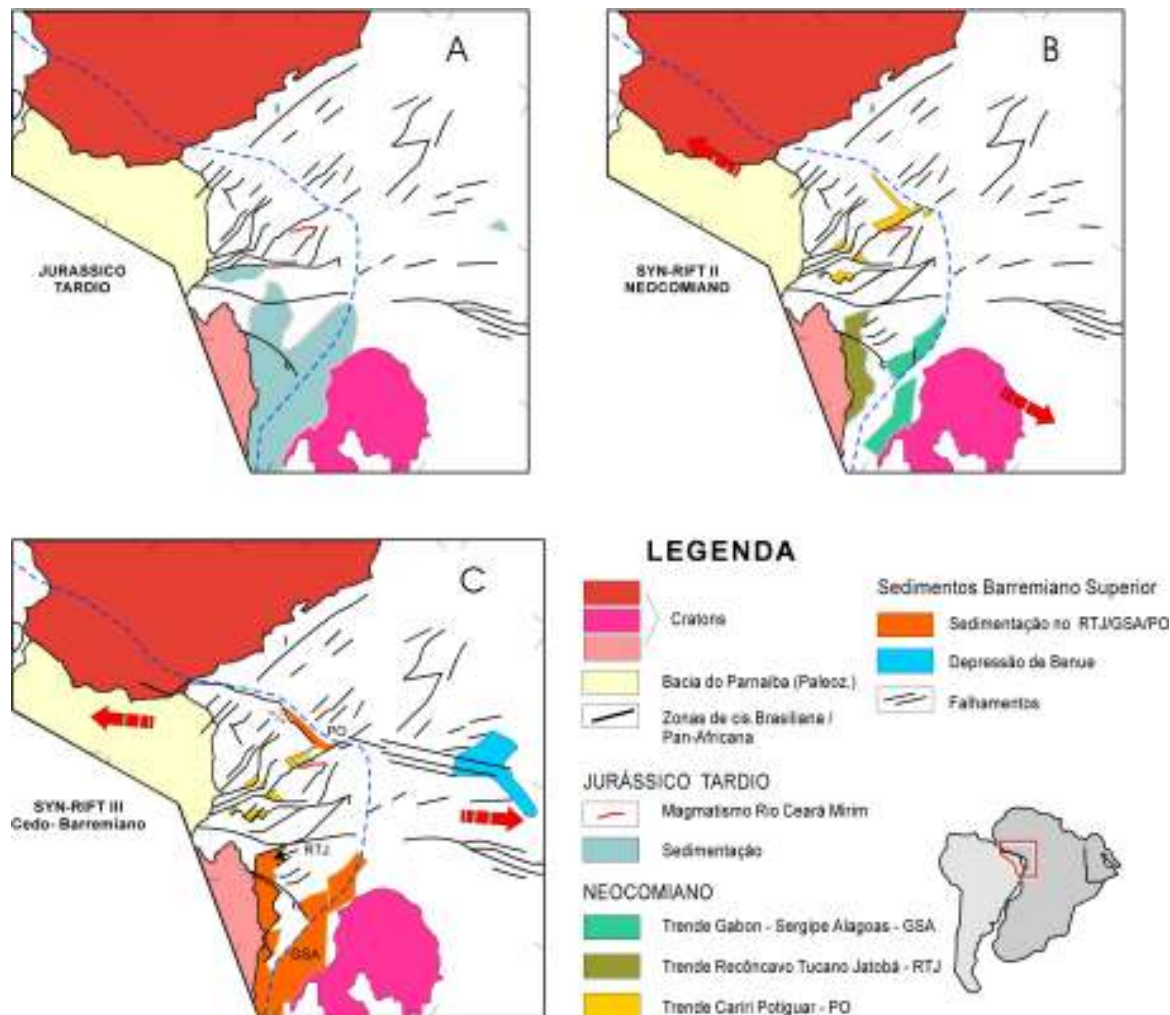 A
JURASSICO
TARDIO
B
SYN-RIFT II
NEOCOMIANO
C
PO
SYN-RIFT III
Cedo- Barremiano
RTJ
GSA
LEGENDA
Cratons
Bacia do Parnaiba (Paleoz.)
Zonas de cis. Brasiliana /
Pan-Africana
JURÁSSICO TARDIO
Magmatismo Rio Ceará Mirim
Sedimentação
NEOCOMIANO
Trende Gabon - Sergipe Alagoas - GSA
Trende Recôncavo Tucano Jatobá - RTJ
Trende Cariri Potiguar - PO
Sedimentos Barremiano Superior
Sedimentação no RTJ/GSA/PO
Depressão de Benue
Falhamentos